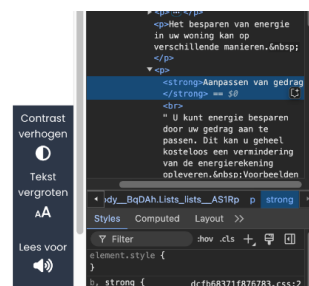 Contrast
verhogen
Tekst
vergroten
AA
Lees voor
<p> … </p>
<p>Het besparen van energie
in uw woning kan op
verschillende manieren.&nbsp;
</p>
<p>
<strong>Aanpassen van gedrag
</strong> == $0
<br>
" U kunt energie besparen
door uw gedrag aan te
passen. Dit kan u geheel
kosteloos een vermindering
van de energierekening
opleveren.&nbsp;Voorbeelden
ody__BqDAh.Lists_lists__AS1Rp p strong
Styles Computed Layout >>
Filter :hov .cls +
element.style {
}
b, strong { dcfb68371f876783.css:2